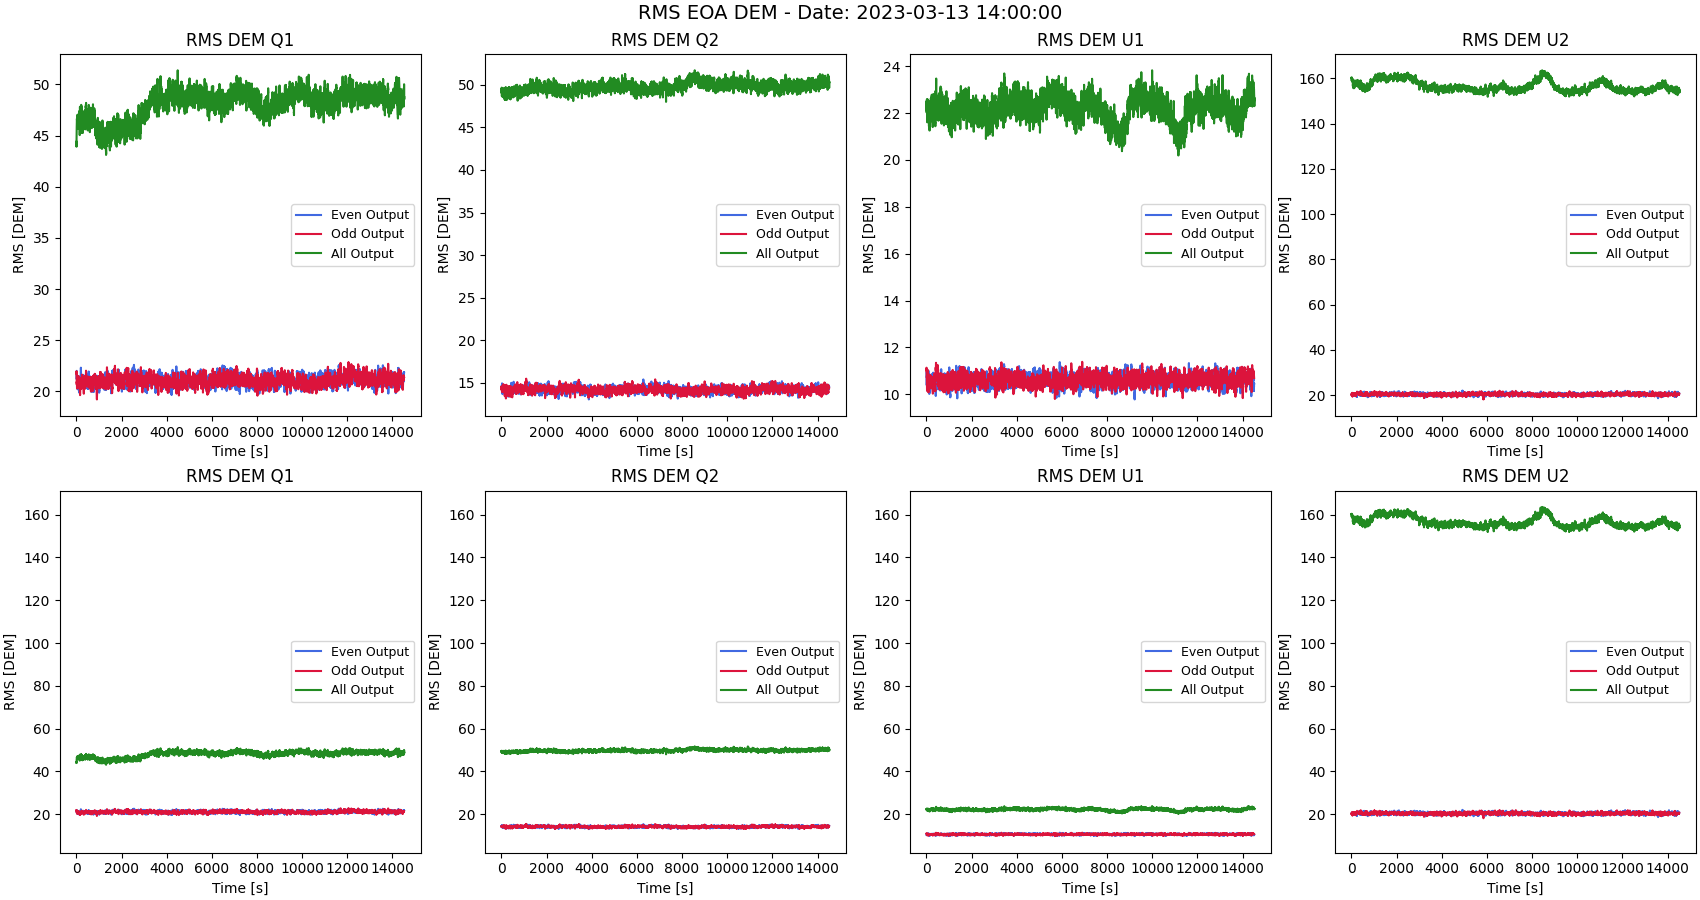 RMS EOA DEM - Date: 2023-03-13 14:00:00
RMS DEM Q1
RMS [DEM]
50
45
40
35
30
25
20
0 2000 4000 6000 8000 10000 12000 14000
Time [s]
Even Output
Odd Output
All Output
RMS DEM Q2
RMS [DEM]
50
45
40
35
30
25
20
15
0 2000 4000 6000 8000 10000 12000 14000
Time [s]
Even Output
Odd Output
All Output
RMS DEM U1
RMS [DEM]
24
22
20
18
16
14
12
10
0 2000 4000 6000 8000 10000 12000 14000
Time [s]
Even Output
Odd Output
All Output
RMS DEM U2
RMS [DEM]
160
140
120
100
80
60
40
20
0 2000 4000 6000 8000 10000 12000 14000
Time [s]
Even Output
Odd Output
All Output
RMS DEM Q1
RMS [DEM]
160
140
120
100
80
60
40
20
0 2000 4000 6000 8000 10000 12000 14000
Time [s]
Even Output
Odd Output
All Output
RMS DEM Q2
RMS [DEM]
160
140
120
100
80
60
40
20
0 2000 4000 6000 8000 10000 12000 14000
Time [s]
Even Output
Odd Output
All Output
RMS DEM U1
RMS [DEM]
160
140
120
100
80
60
40
20
0 2000 4000 6000 8000 10000 12000 14000
Time [s]
Even Output
Odd Output
All Output
RMS DEM U2
RMS [DEM]
160
140
120
100
80
60
40
20
0 2000 4000 6000 8000 10000 12000 14000
Time [s]
Even Output
Odd Output
All Output